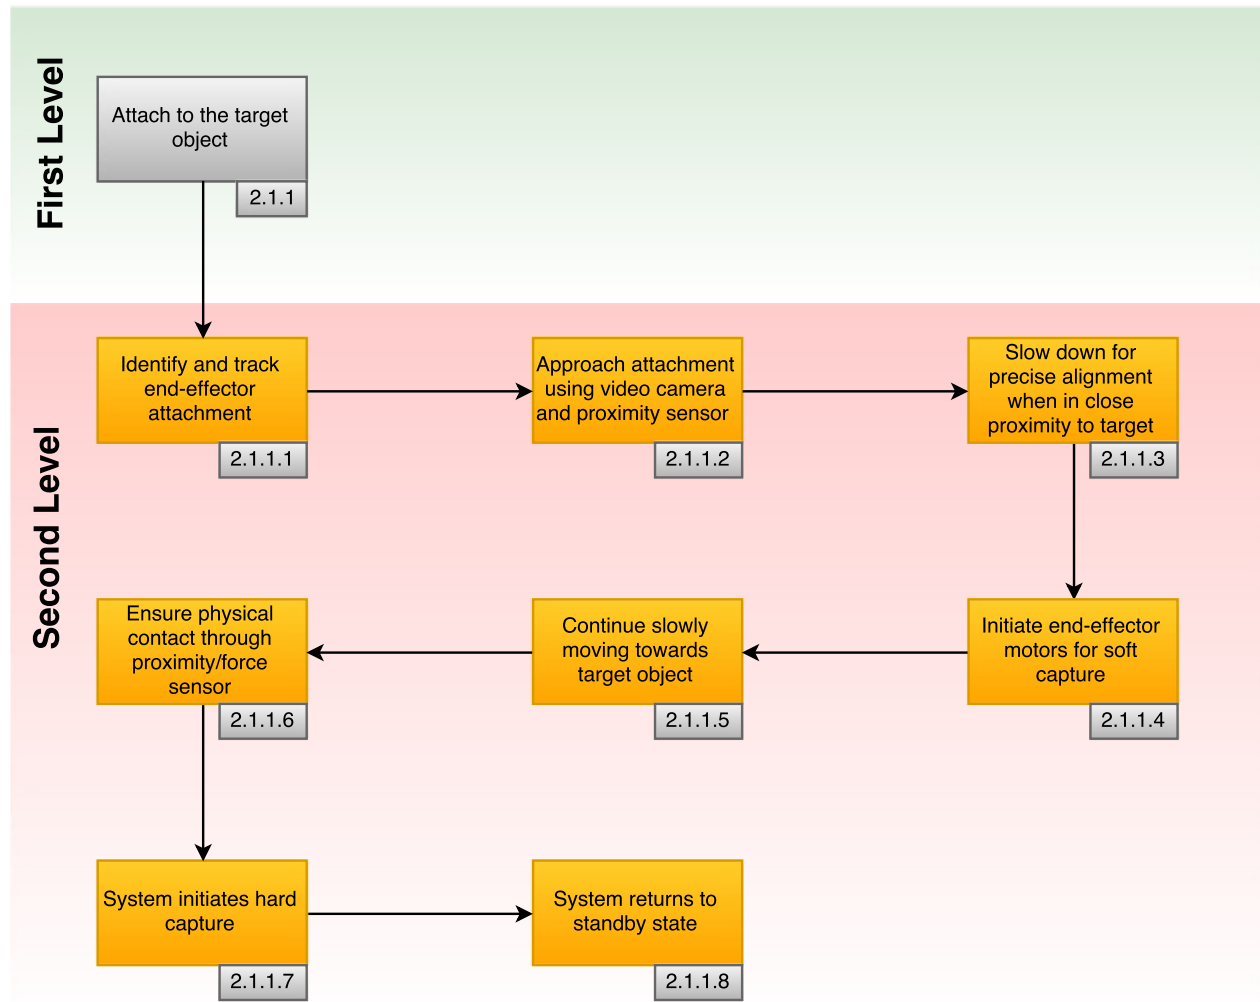 First Level
Attach to the target
object
2.1.1
Second Level
Identify and track
end-effector
attachment
2.1.1.1
Approach attachment
using video camera
and proximity sensor
2.1.1.2
Slow down for
precise alignment
when in close
proximity to target
2.1.1.3
Initiate end-effector
motors for soft
capture
2.1.1.4
Continue slowly
moving towards
target object
2.1.1.5
Ensure physical
contact through
proximity/force
sensor
2.1.1.6
System initiates hard
capture
2.1.1.7
System returns to
standby state
2.1.1.8